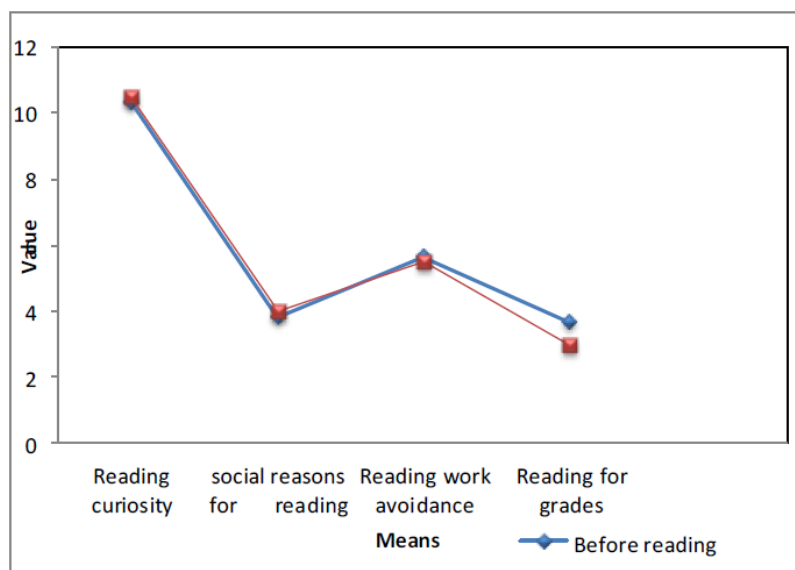 12
10
8
4
2
0
Value
Reading social reasons Reading work Reading for
curiosity for reading avoidance grades
Means
Before reading